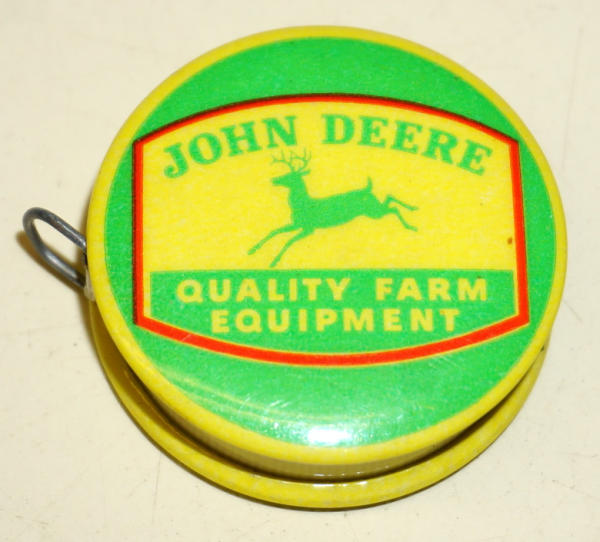 JOHN DEERE
QUALITY FARM
EQUIPMENT